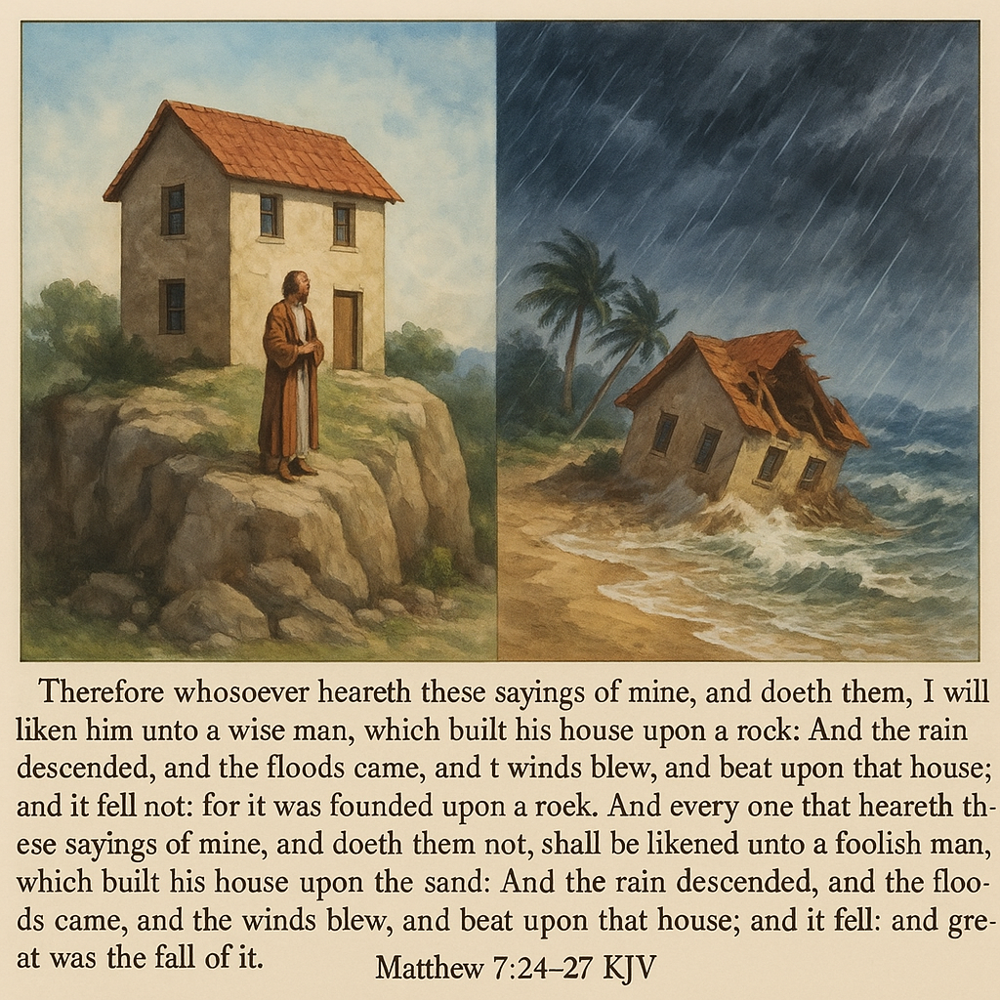 Therefore whosoever heareth these sayings of mine, and doeth them, I will
liken him unto a wise man, which built his house upon a rock: And the rain
descended, and the floods came, and t winds blew, and beat upon that house;
and it fell not: for it was founded upon a roek. And every one that heareth th-
ese sayings of mine, and doeth them not, shall be likened unto a foolish man,
which built his house upon the sand: And the rain descended, and the floo-
ds came, and the winds blew, and beat upon that house; and it fell: and gre-
at was the fall of it.
Matthew 7:24–27 KJV